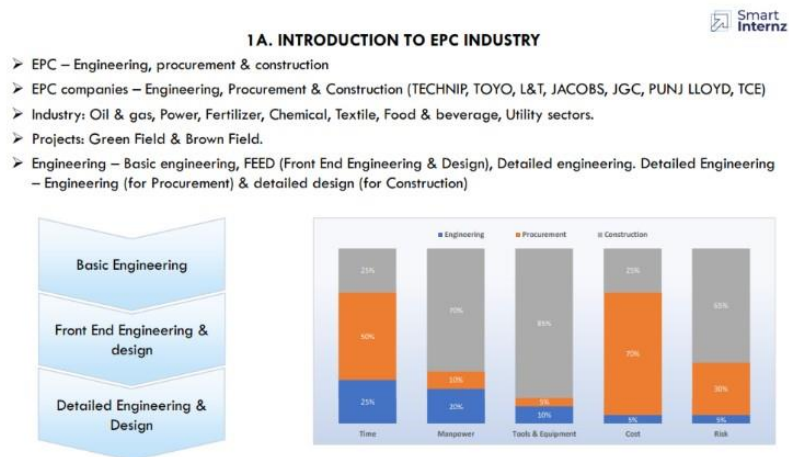 Smart
Internz
1A. INTRODUCTION TO EPC INDUSTRY
➤ EPC – Engineering, procurement & construction
➤ EPC companies – Engineering, Procurement & Construction (TECHNIP, TOYO, L&T, JACOBS, JGC, PUNJ LLOYD, TCE)
➤ Industry: Oil & gas, Power, Fertilizer, Chemical, Textile, Food & beverage, Utility sectors.
➤ Projects: Green Field & Brown Field.
➤ Engineering – Basic engineering, FEED (Front End Engineering & Design), Detailed engineering. Detailed Engineering
– Engineering (for Procurement) & detailed design (for Construction)
Basic Engineering
Front End Engineering &
design
Detailed Engineering &
Design
Engineering Procurement Construction
25% 70% 85% 25% 65%
50% 10% 5% 70% 30%
25% 20% 10% 5% 5%
Time Manpower Tools & Equipment Cost Risk